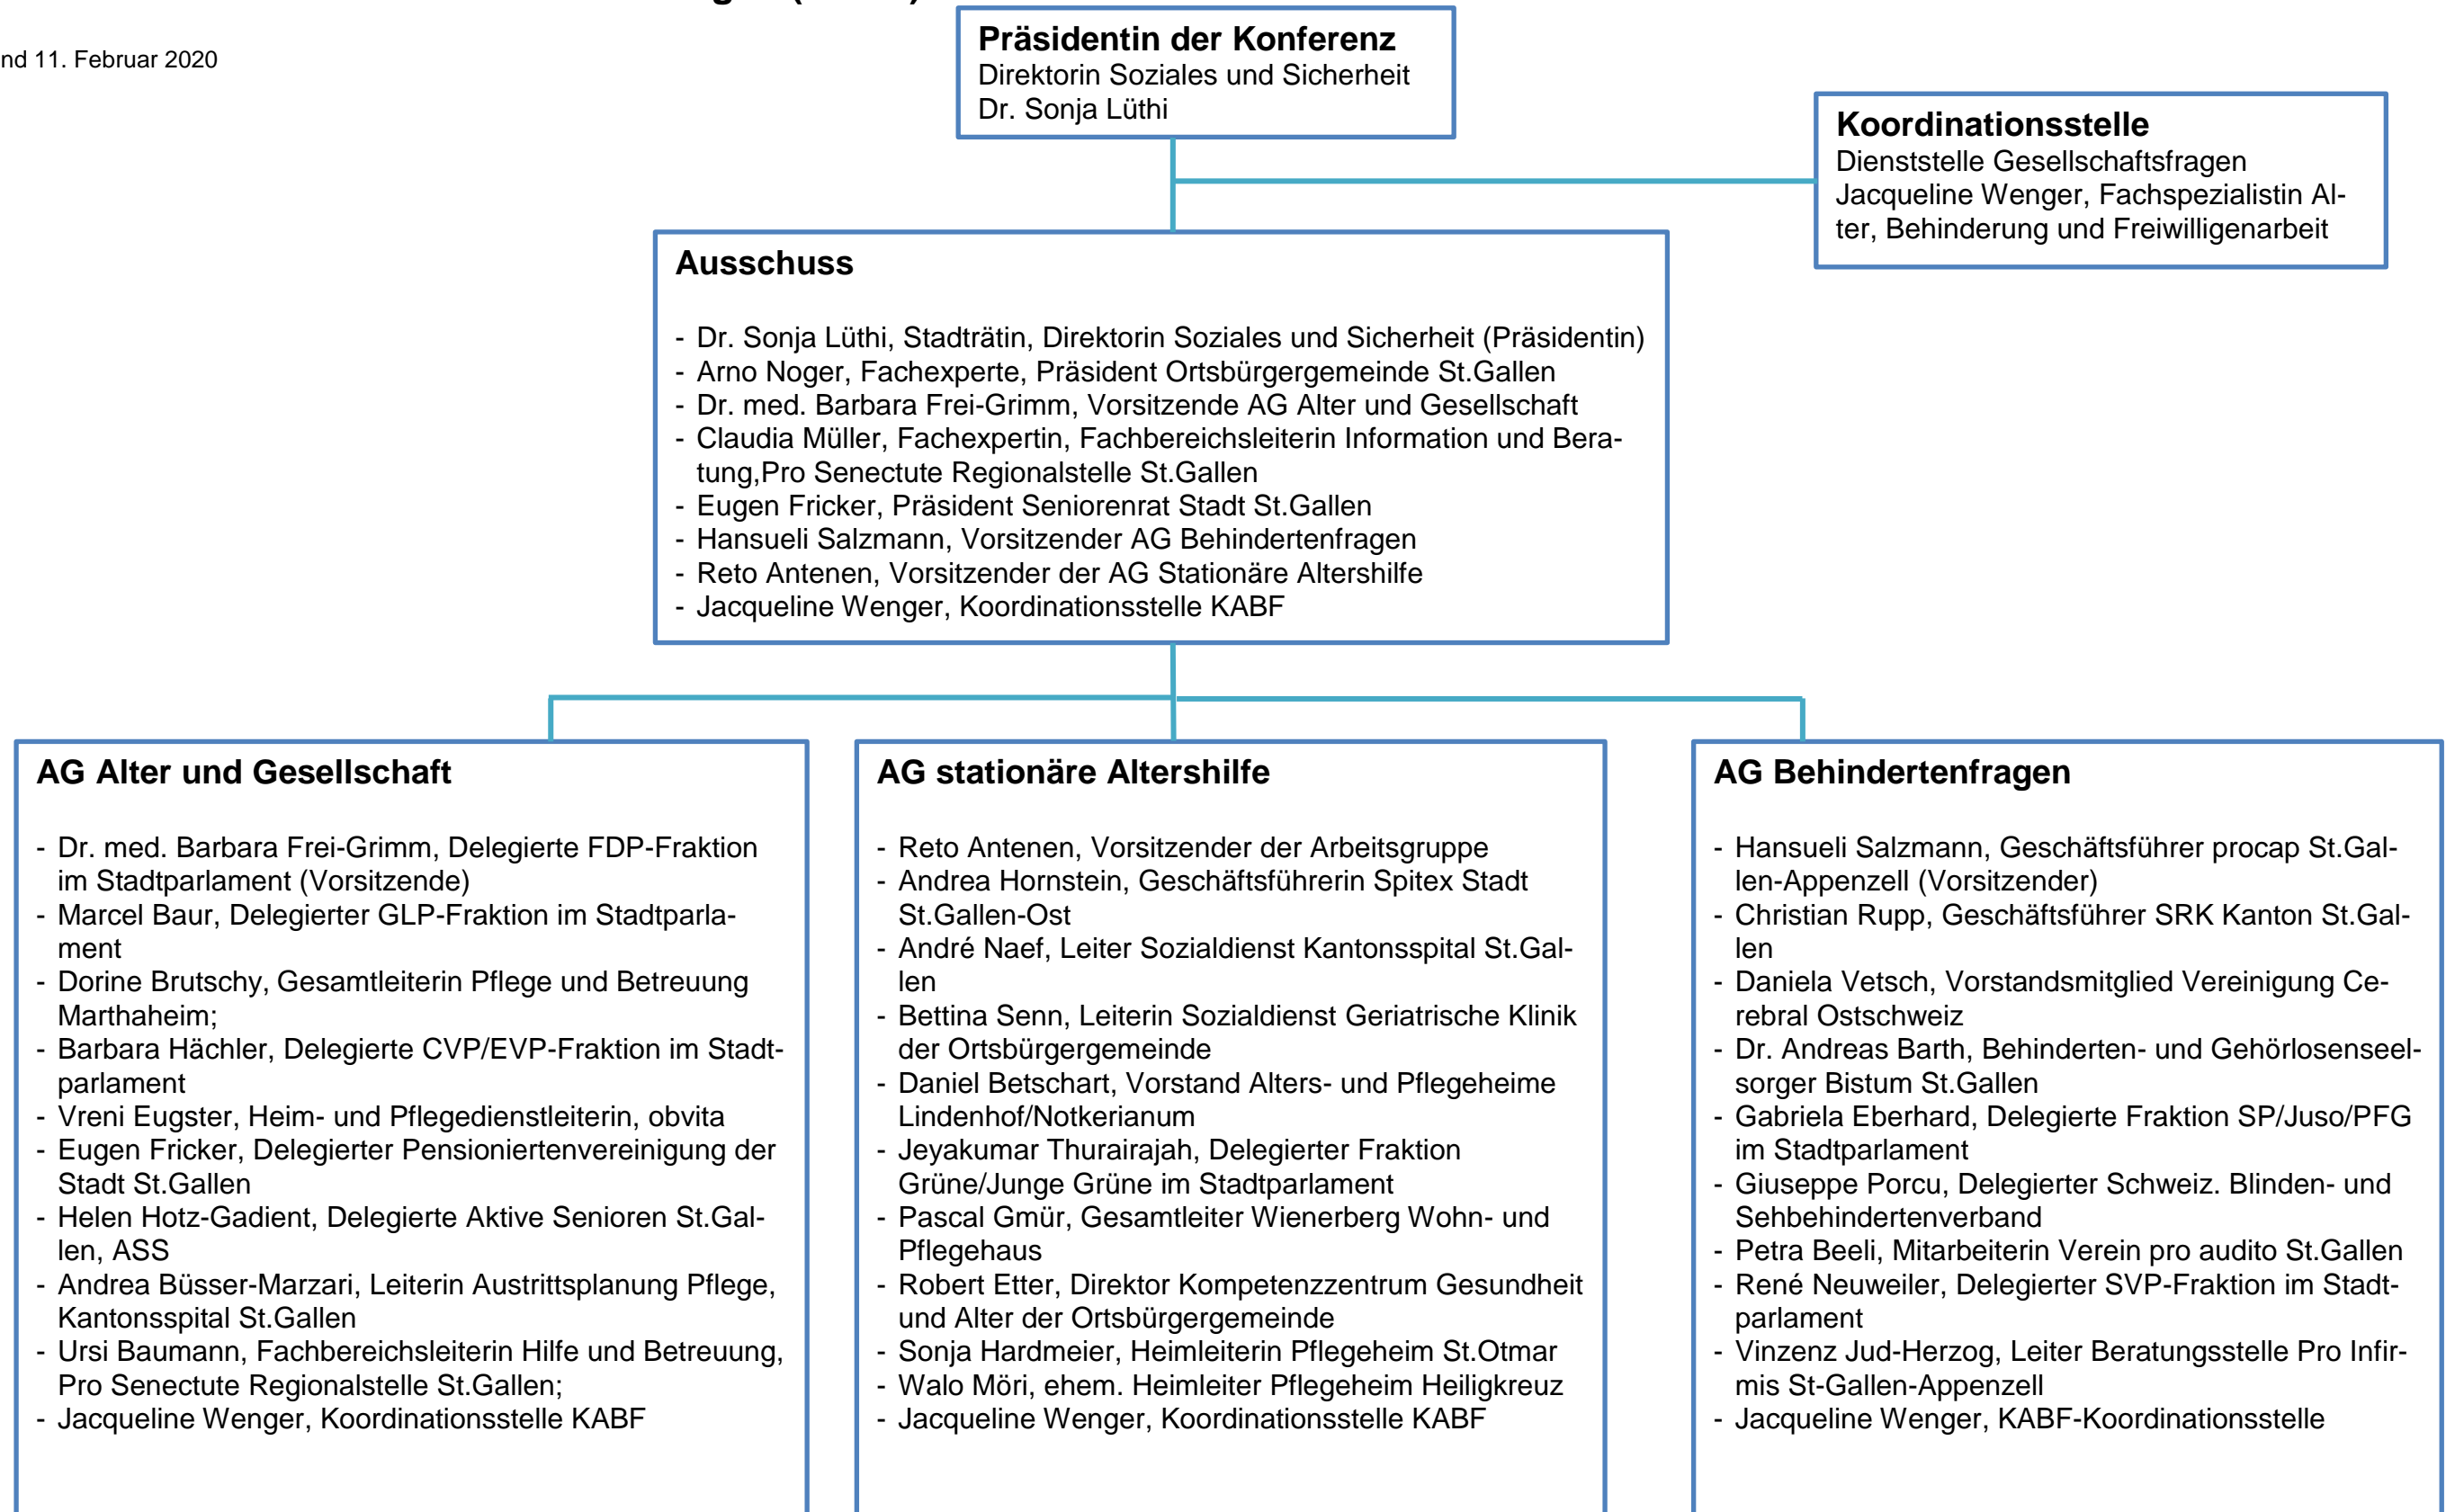 nd 11. Februar 2020
Präsidentin der Konferenz
Direktorin Soziales und Sicherheit
Dr. Sonja Lüthi
Koordinationsstelle
Dienststelle Gesellschaftsfragen
Jacqueline Wenger, Fachspezialistin Al-
ter, Behinderung und Freiwilligenarbeit
Ausschuss
- Dr. Sonja Lüthi, Stadträtin, Direktorin Soziales und Sicherheit (Präsidentin)
- Arno Noger, Fachexperte, Präsident Ortsbürgergemeinde St.Gallen
- Dr. med. Barbara Frei-Grimm, Vorsitzende AG Alter und Gesellschaft
- Claudia Müller, Fachexpertin, Fachbereichsleiterin Information und Bera-
tung,Pro Senectute Regionalstelle St.Gallen
- Eugen Fricker, Präsident Seniorenrat Stadt St.Gallen
- Hansueli Salzmann, Vorsitzender AG Behindertenfragen
- Reto Antenen, Vorsitzender der AG Stationäre Altershilfe
- Jacqueline Wenger, Koordinationsstelle KABF
AG Alter und Gesellschaft
- Dr. med. Barbara Frei-Grimm, Delegierte FDP-Fraktion
im Stadtparlament (Vorsitzende)
- Marcel Baur, Delegierter GLP-Fraktion im Stadtparla-
ment
- Dorine Brutschy, Gesamtleiterin Pflege und Betreuung
Marthaheim;
- Barbara Hächler, Delegierte CVP/EVP-Fraktion im Stadt-
parlament
- Vreni Eugster, Heim- und Pflegedienstleiterin, obvita
- Eugen Fricker, Delegierter Pensioniertenvereinigung der
Stadt St.Gallen
- Helen Hotz-Gadient, Delegierte Aktive Senioren St.Gal-
len, ASS
- Andrea Büsser-Marzari, Leiterin Austrittsplanung Pflege,
Kantonsspital St.Gallen
- Ursi Baumann, Fachbereichsleiterin Hilfe und Betreuung,
Pro Senectute Regionalstelle St.Gallen;
- Jacqueline Wenger, Koordinationsstelle KABF
AG stationäre Altershilfe
- Reto Antenen, Vorsitzender der Arbeitsgruppe
- Andrea Hornstein, Geschäftsführerin Spitex Stadt
St.Gallen-Ost
- André Naef, Leiter Sozialdienst Kantonsspital St.Gal-
len
- Bettina Senn, Leiterin Sozialdienst Geriatrische Klinik
der Ortsbürgergemeinde
- Daniel Betschart, Vorstand Alters- und Pflegeheime
Lindenhof/Notkerianum
- Jeyakumar Thurairajah, Delegierter Fraktion
Grüne/Junge Grüne im Stadtparlament
- Pascal Gmür, Gesamtleiter Wienerberg Wohn- und
Pflegehaus
- Robert Etter, Direktor Kompetenzzentrum Gesundheit
und Alter der Ortsbürgergemeinde
- Sonja Hardmeier, Heimleiterin Pflegeheim St.Otmar
- Walo Möri, ehem. Heimleiter Pflegeheim Heiligkreuz
- Jacqueline Wenger, Koordinationsstelle KABF
AG Behindertenfragen
- Hansueli Salzmann, Geschäftsführer procap St.Gal-
len-Appenzell (Vorsitzender)
- Christian Rupp, Geschäftsführer SRK Kanton St.Gal-
len
- Daniela Vetsch, Vorstandsmitglied Vereinigung Ce-
rebral Ostschweiz
- Dr. Andreas Barth, Behinderten- und Gehörlosenseel-
sorger Bistum St.Gallen
- Gabriela Eberhard, Delegierte Fraktion SP/Juso/PFG
im Stadtparlament
- Giuseppe Porcu, Delegierter Schweiz. Blinden- und
Sehbehindertenverband
- Petra Beeli, Mitarbeiterin Verein pro audito St.Gallen
- René Neuweiler, Delegierter SVP-Fraktion im Stadt-
parlament
- Vinzenz Jud-Herzog, Leiter Beratungsstelle Pro Infir-
mis St-Gallen-Appenzell
- Jacqueline Wenger, KABF-Koordinationsstelle